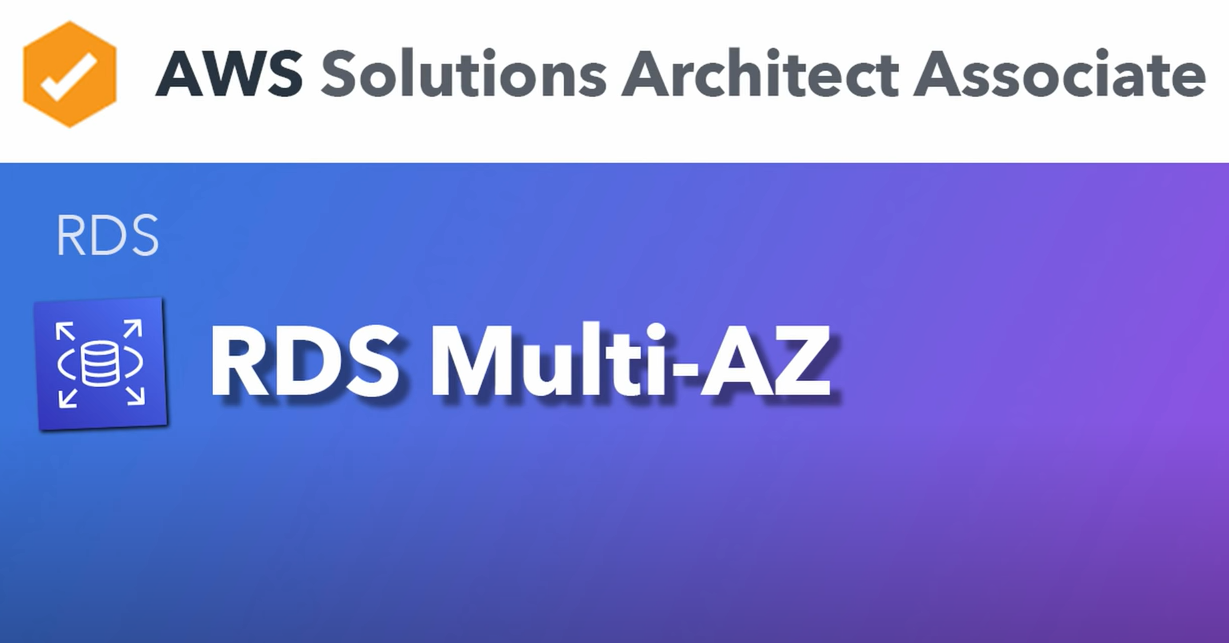 AWS Solutions Architect Associate
RDS
RDS Multi-AZ